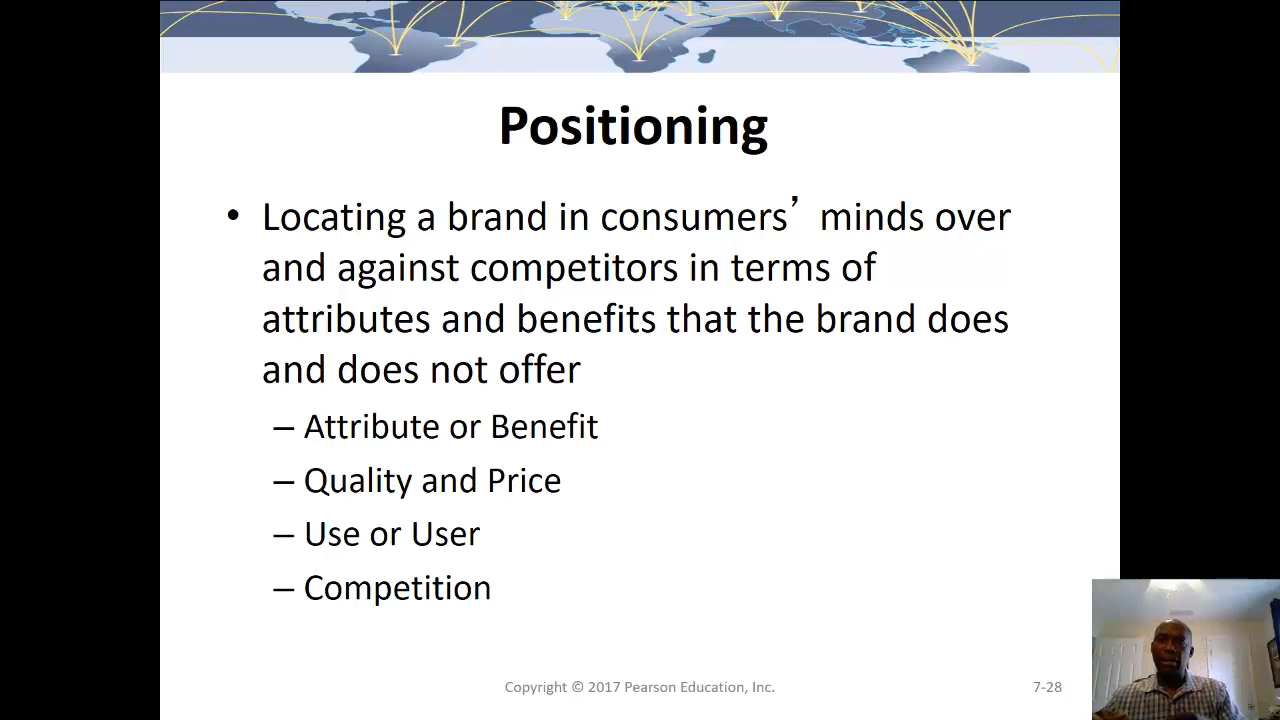 Positioning
• Locating a brand in consumers’ minds over
and against competitors in terms of
attributes and benefits that the brand does
and does not offer
– Attribute or Benefit
– Quality and Price
– Use or User
– Competition
Copyright © 2017 Pearson Education, Inc.
7-28